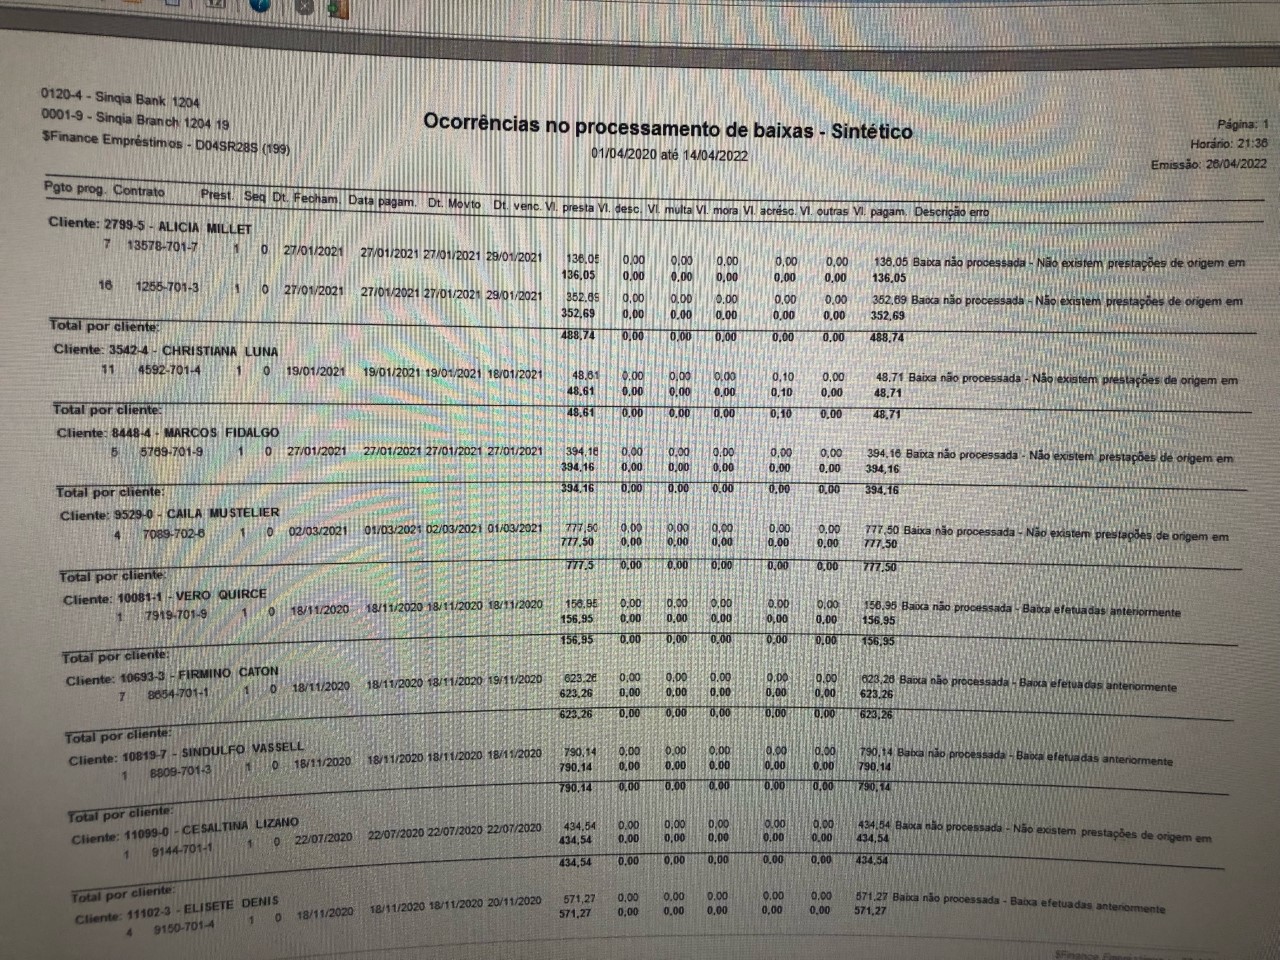 0120-4 - Sinqia Bank 1204
0001-9 - Sinqia Branch 1204 19
$Finance Empréstimos - D04SR28S (199)
Ocorrências no processamento de baixas - Sintético
01/04/2020 até 14/04/2022
Página: 1
Horário: 21:36
Emissão: 26/04/2022
Pgto prog. Contrato Prest. Seq Dt. Fecham. Data pagam. Dt. Movto Dt. venc. Vl. presta Vl. desc. Vl. multa Vl. mora Vl. acrésc. Vl. outras Vl. pagam. Descrição erro
Cliente: 2799-5 - ALICIA MILLET
7 13578-701-7 1 0 27/01/2021 27/01/2021 27/01/2021 29/01/2021 136,05 0,00 0,00 0,00 0,00 0,00 136,05 Baixa não processada - Não existem prestações de origem em
136,05 0,00 0,00 0,00 0,00 0,00 136,05
16 1255-701-3 1 0 27/01/2021 27/01/2021 27/01/2021 29/01/2021 352,69 0,00 0,00 0,00 0,00 0,00 352,69 Baixa não processada - Não existem prestações de origem em
352,69 0,00 0,00 0,00 0,00 0,00 352,69
Total por cliente: 488,74 0,00 0,00 0,00 0,00 0,00 488,74
Cliente: 3542-4 - CHRISTIANA LUNA
11 4592-701-4 1 0 19/01/2021 19/01/2021 19/01/2021 18/01/2021 48,61 0,00 0,00 0,00 0,10 0,00 48,71 Baixa não processada - Não existem prestações de origem em
48,61 0,00 0,00 0,00 0,10 0,00 48,71
Total por cliente: 48,61 0,00 0,00 0,00 0,10 0,00 48,71
Cliente: 8448-4 - MARCOS FIDALGO
5 5769-701-9 1 0 27/01/2021 27/01/2021 27/01/2021 27/01/2021 394,16 0,00 0,00 0,00 0,00 0,00 394,16 Baixa não processada - Não existem prestações de origem em
394,16 0,00 0,00 0,00 0,00 0,00 394,16
Total por cliente: 394,16 0,00 0,00 0,00 0,00 0,00 394,16
Cliente: 9529-0 - CAILA MUSTELIER
4 7089-702-6 1 0 02/03/2021 01/03/2021 02/03/2021 01/03/2021 777,50 0,00 0,00 0,00 0,00 0,00 777,50 Baixa não processada - Não existem prestações de origem em
777,50 0,00 0,00 0,00 0,00 0,00 777,50
Total por cliente: 777,5 0,00 0,00 0,00 0,00 0,00 777,50
Cliente: 10081-1 - VERO QUIRCE
1 7919-701-9 1 0 18/11/2020 18/11/2020 18/11/2020 18/11/2020 156,95 0,00 0,00 0,00 0,00 0,00 156,95 Baixa não processada - Baixa efetuadas anteriormente
156,95 0,00 0,00 0,00 0,00 0,00 156,95
Total por cliente: 156,95 0,00 0,00 0,00 0,00 0,00 156,95
Cliente: 10693-3 - FIRMINO CATON
7 8654-701-1 1 0 18/11/2020 18/11/2020 18/11/2020 19/11/2020 623,26 0,00 0,00 0,00 0,00 0,00 623,26 Baixa não processada - Baixa efetuadas anteriormente
623,26 0,00 0,00 0,00 0,00 0,00 623,26
Total por cliente: 623,26 0,00 0,00 0,00 0,00 0,00 623,26
Cliente: 10819-7 - SINDULFO VASSELL
1 8809-701-3 1 0 18/11/2020 18/11/2020 18/11/2020 18/11/2020 790,14 0,00 0,00 0,00 0,00 0,00 790,14 Baixa não processada - Baixa efetuadas anteriormente
790,14 0,00 0,00 0,00 0,00 0,00 790,14
Total por cliente: 790,14 0,00 0,00 0,00 0,00 0,00 790,14
Cliente: 11099-0 - CESALTINA LIZANO
1 9144-701-1 1 0 22/07/2020 22/07/2020 22/07/2020 22/07/2020 434,54 0,00 0,00 0,00 0,00 0,00 434,54 Baixa não processada - Não existem prestações de origem em
434,54 0,00 0,00 0,00 0,00 0,00 434,54
Total por cliente: 434,54 0,00 0,00 0,00 0,00 0,00 434,54
Cliente: 11102-3 - ELISETE DENIS
4 9150-701-4 1 0 18/11/2020 18/11/2020 18/11/2020 20/11/2020 571,27 0,00 0,00 0,00 0,00 0,00 571,27 Baixa não processada - Baixa efetuadas anteriormente
571,27 0,00 0,00 0,00 0,00 0,00 571,27